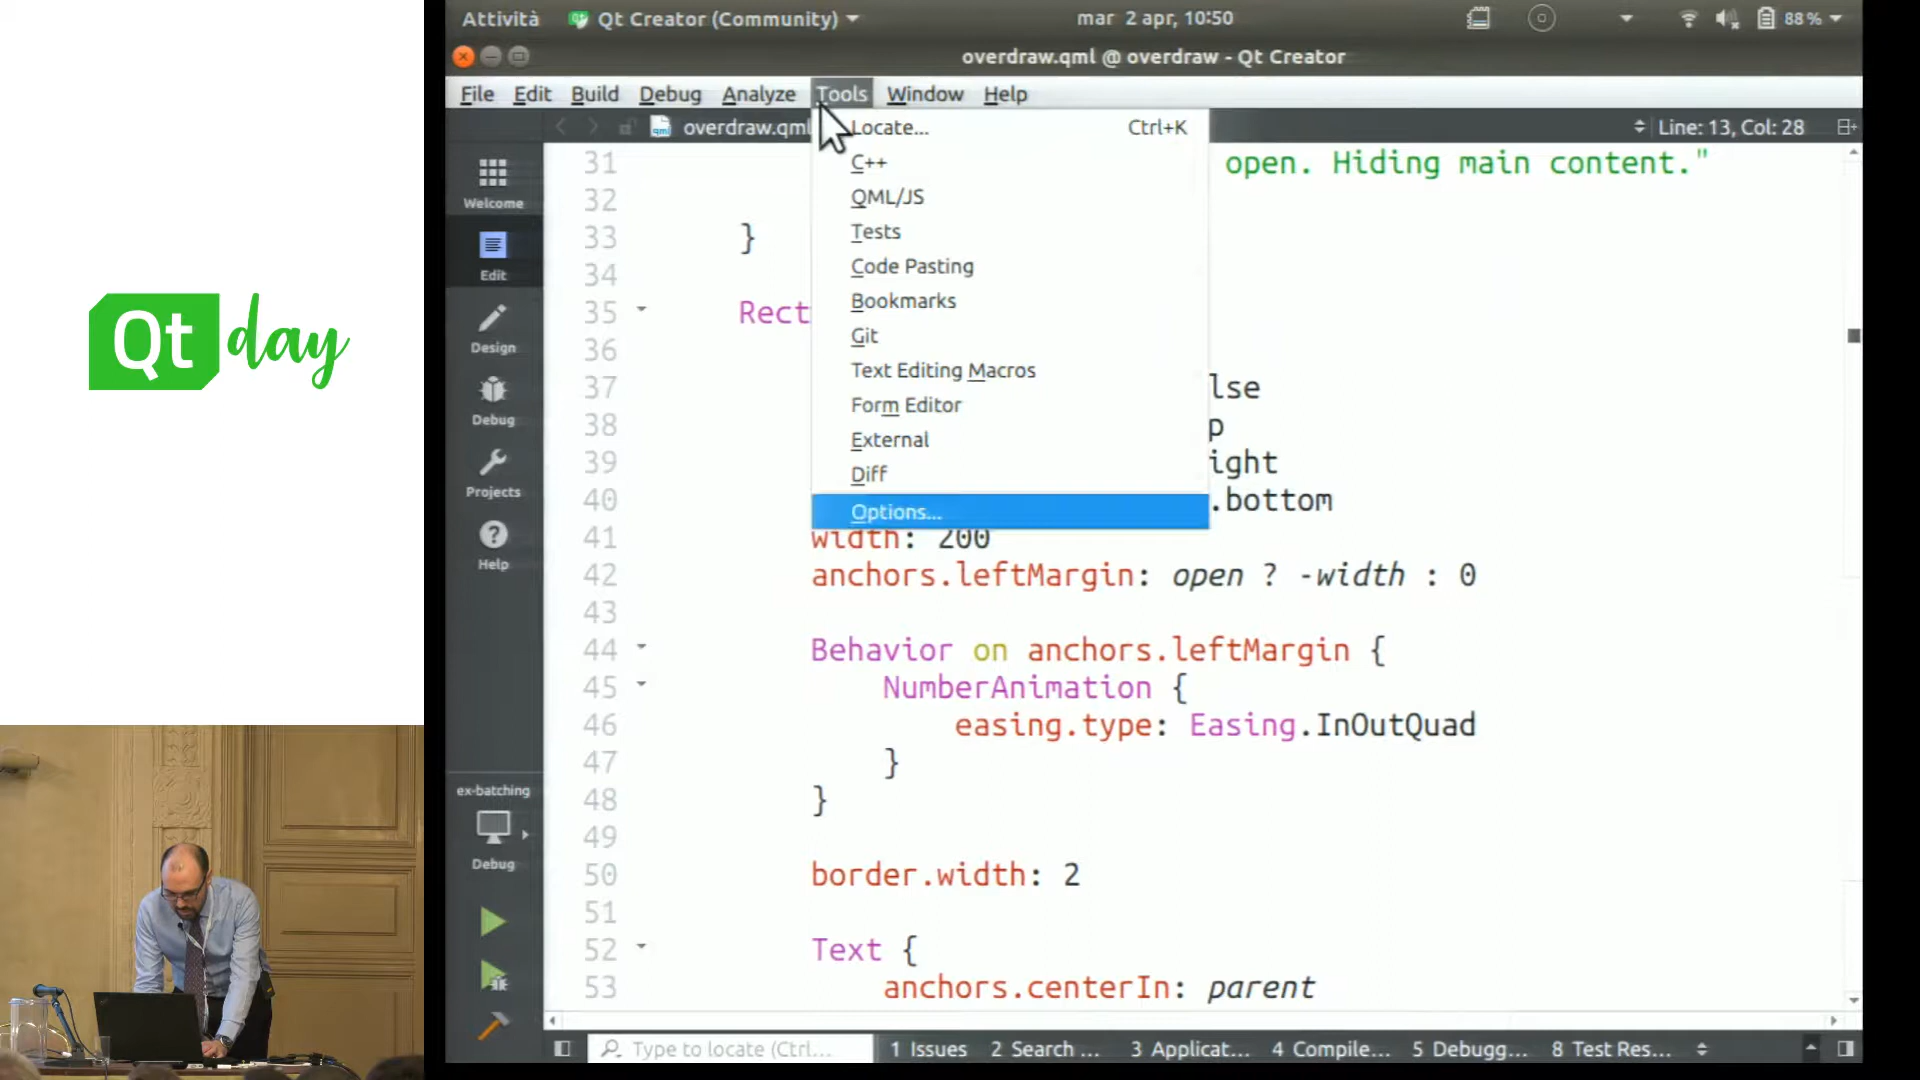 Qt day
Attività
Qt Creator (Community)
mar 2 apr, 10:50
88 %
overdraw.qml @ overdraw - Qt Creator
File Edit Build Debug Analyze Tools Window Help
overdraw.qml
Line: 13, Col: 28
Locate... Ctrl+K
C++
QML/JS
Tests
Code Pasting
Bookmarks
Git
Text Editing Macros
Form Editor
External
Diff
Options...
Welcome
Edit
Design
Debug
Projects
Help
ex-batching
Debug
31 open. Hiding main content."
32
33 }
34
35 Rect
36
37 lse
38 p
39 ight
40 .bottom
41 width: 200
42 anchors.leftMargin: open ? -width : 0
43
44 Behavior on anchors.leftMargin {
45 NumberAnimation {
46 easing.type: Easing.InOutQuad
47 }
48 }
49
50 border.width: 2
51
52 Text {
53 anchors.centerIn: parent
Type to locate (Ctrl...
1 Issues
2 Search ...
3 Applicat...
4 Compile...
5 Debugg...
8 Test Res...